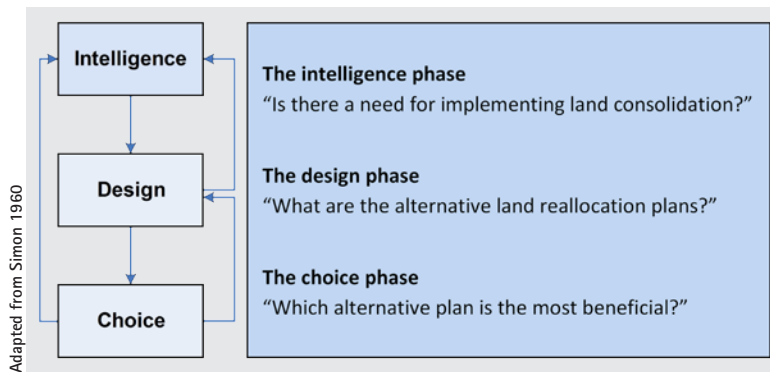 Intelligence
Design
Choice
The intelligence phase
“Is there a need for implementing land consolidation?”
The design phase
“What are the alternative land reallocation plans?”
The choice phase
“Which alternative plan is the most beneficial?”
Adapted from Simon 1960